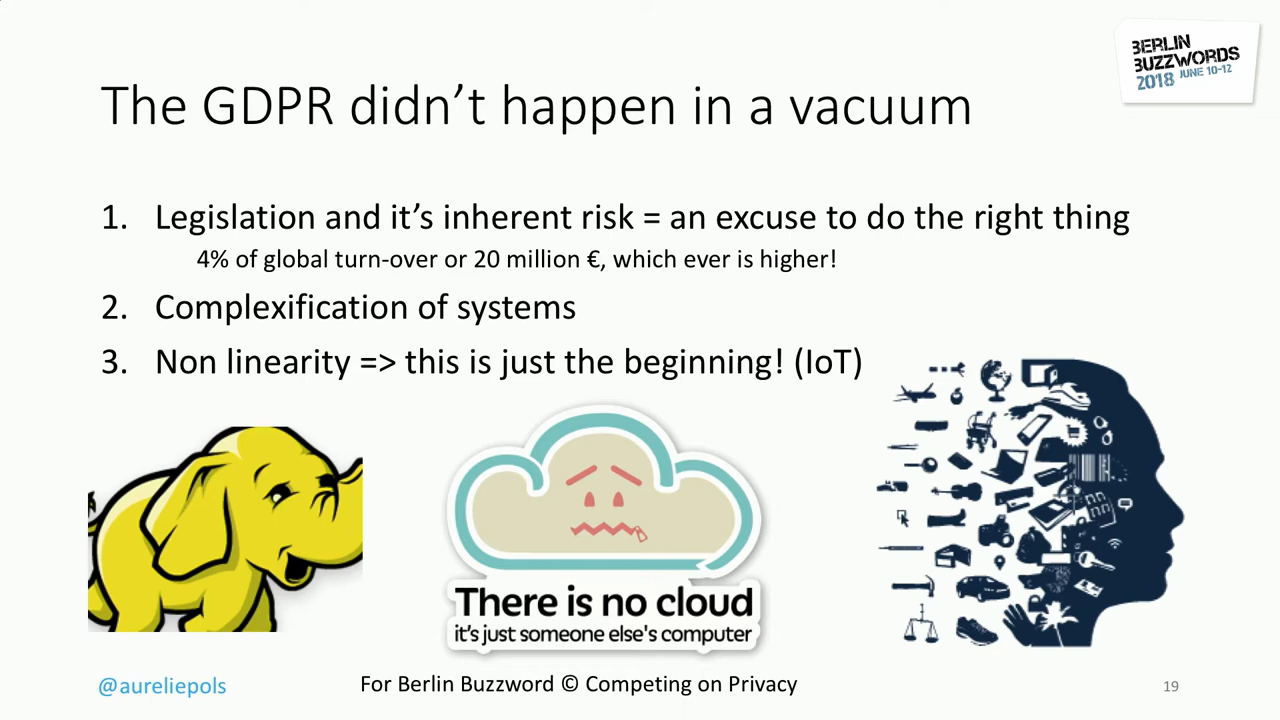 BERLIN
BUZZWORDS
2018 JUNE 10-12
The GDPR didn’t happen in a vacuum
1. Legislation and it’s inherent risk = an excuse to do the right thing
4% of global turn-over or 20 million €, which ever is higher!
2. Complexification of systems
3. Non linearity => this is just the beginning! (IoT)
There is no cloud
it's just someone else's computer
@aureliepols
For Berlin Buzzword © Competing on Privacy
19